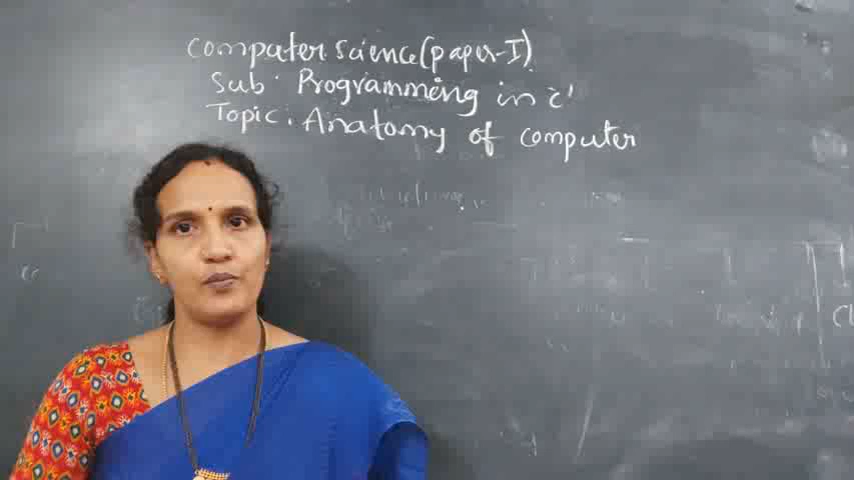 Computer Science (paper-I)
Sub: Programming in 'c'
Topic: Anatomy of computer